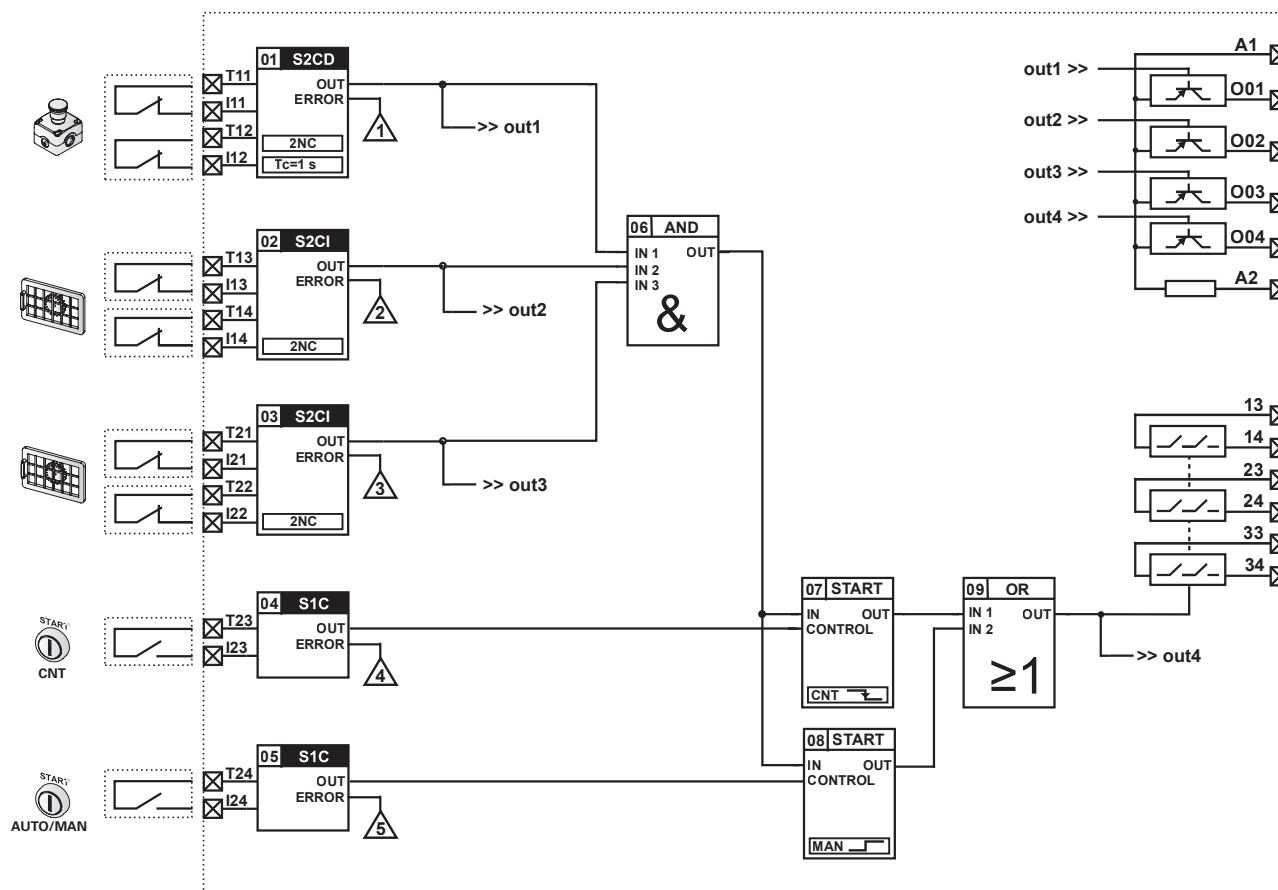 01 S2CD
T11
I11
T12
I12
OUT
ERROR
1
2NC
Tc=1 s
>> out1
02 S2CI
T13
I13
T14
I14
OUT
ERROR
2
2NC
>> out2
03 S2CI
T21
I21
T22
I22
OUT
ERROR
3
2NC
>> out3
06 AND
IN 1
IN 2
IN 3
OUT
&
START
CNT
04 S1C
T23
I23
OUT
ERROR
4
START
AUTO/MAN
05 S1C
T24
I24
OUT
ERROR
5
07 START
IN OUT
CONTROL
CNT
08 START
IN OUT
CONTROL
MAN
09 OR
IN 1 OUT
IN 2
≥1
>> out4
A1
out1 >>
O01
out2 >>
O02
out3 >>
O03
out4 >>
O04
A2
13
14
23
24
33
34